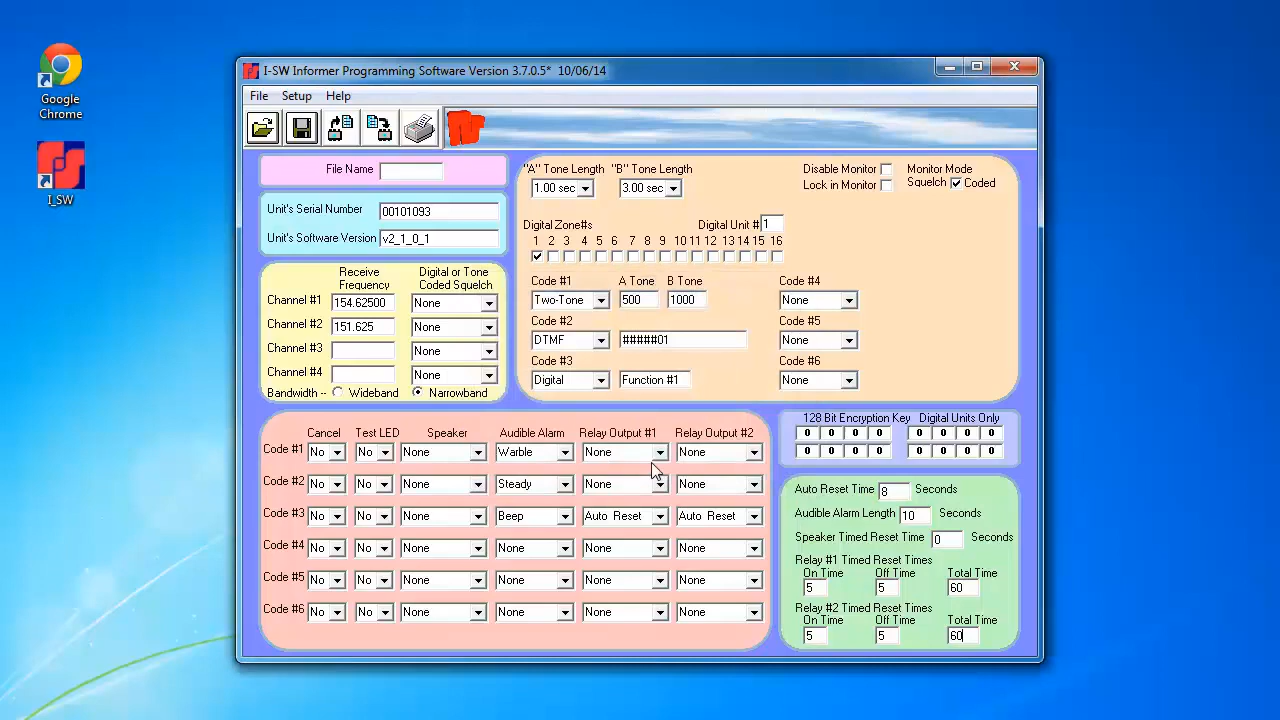 Google
Chrome
I_SW
I-SW Informer Programming Software Version 3.7.0.5* 10/06/14
File Setup Help
File Name
Unit's Serial Number 00101093
Unit's Software Version v2_1_0_1
Receive Frequency Digital or Tone Coded Squelch
Channel #1 154.62500 None
Channel #2 151.625 None
Channel #3 None
Channel #4 None
Bandwidth -- Wideband Narrowband
"A" Tone Length "B" Tone Length
1.00 sec 3.00 sec
Disable Monitor
Lock in Monitor
Monitor Mode
Squelch Coded
Digital Zone#s Digital Unit # 1
1 2 3 4 5 6 7 8 9 10 11 12 13 14 15 16
Code #1 A Tone B Tone
Two-Tone 500 1000
Code #2
DTMF #####01
Code #3
Digital Function #1
Code #4
None
Code #5
None
Code #6
None
Cancel Test LED Speaker Audible Alarm Relay Output #1 Relay Output #2
Code #1 No No None Warble None None
Code #2 No No None Steady None None
Code #3 No No None Beep Auto Reset Auto Reset
Code #4 No No None None None None
Code #5 No No None None None None
Code #6 No No None None None None
128 Bit Encryption Key Digital Units Only
0 0 0 0 0 0 0 0
0 0 0 0 0 0 0 0
Auto Reset Time 8 Seconds
Audible Alarm Length 10 Seconds
Speaker Timed Reset Time 0 Seconds
Relay #1 Timed Reset Times
On Time Off Time Total Time
5 5 60
Relay #2 Timed Reset Times
On Time Off Time Total Time
5 5 60